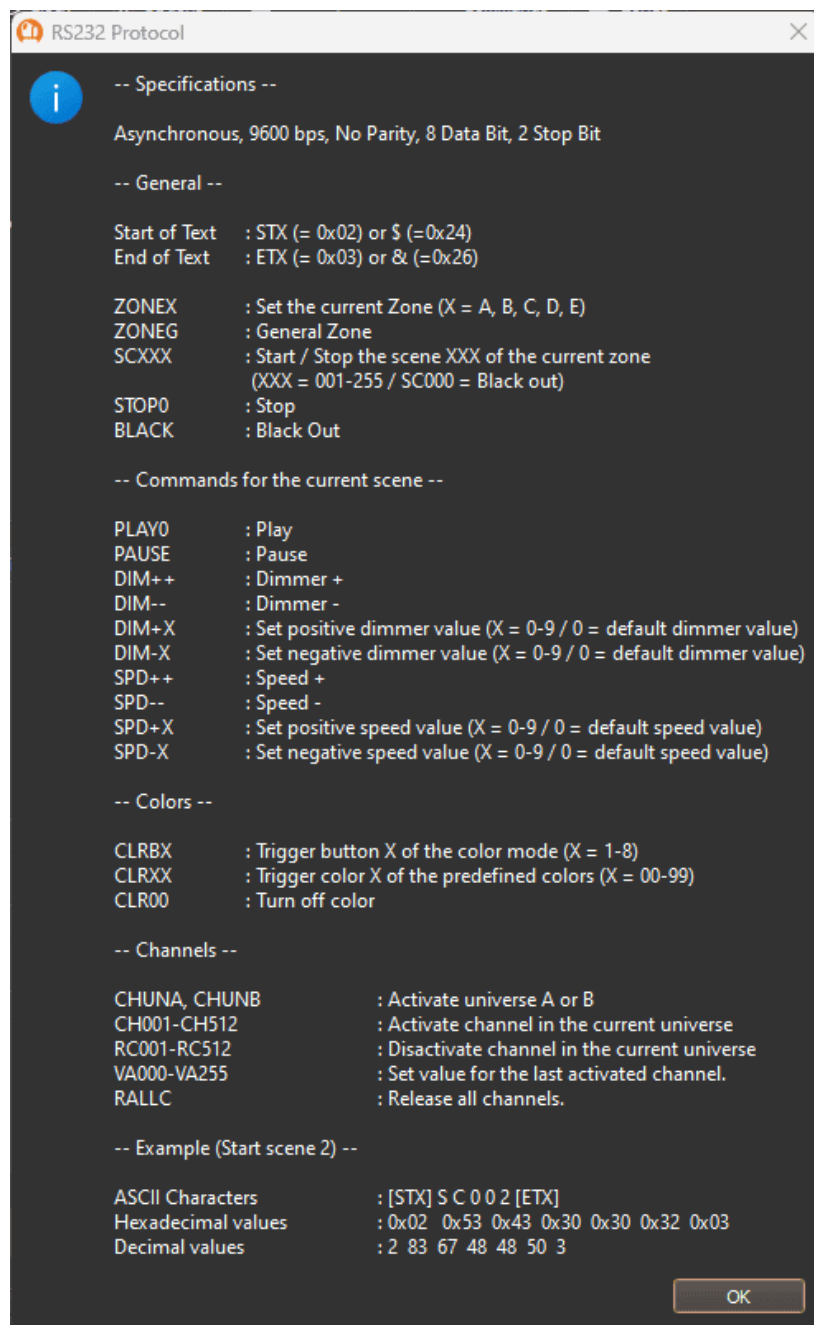 RS232 Protocol
-- Specifications --
Asynchronous, 9600 bps, No Parity, 8 Data Bit, 2 Stop Bit
-- General --
Start of Text : STX (= 0x02) or $ (=0x24)
End of Text : ETX (= 0x03) or & (=0x26)
ZONEX : Set the current Zone (X = A, B, C, D, E)
ZONEG : General Zone
SCXXX : Start / Stop the scene XXX of the current zone
(XXX = 001-255 / SC000 = Black out)
STOP0 : Stop
BLACK : Black Out
-- Commands for the current scene --
PLAY0 : Play
PAUSE : Pause
DIM++ : Dimmer +
DIM-- : Dimmer -
DIM+X : Set positive dimmer value (X = 0-9 / 0 = default dimmer value)
DIM-X : Set negative dimmer value (X = 0-9 / 0 = default dimmer value)
SPD++ : Speed +
SPD-- : Speed -
SPD+X : Set positive speed value (X = 0-9 / 0 = default speed value)
SPD-X : Set negative speed value (X = 0-9 / 0 = default speed value)
-- Colors --
CLRBX : Trigger button X of the color mode (X = 1-8)
CLRXX : Trigger color X of the predefined colors (X = 00-99)
CLR00 : Turn off color
-- Channels --
CHUNA, CHUNB : Activate universe A or B
CH001-CH512 : Activate channel in the current universe
RC001-RC512 : Disactivate channel in the current universe
VA000-VA255 : Set value for the last activated channel.
RALLC : Release all channels.
-- Example (Start scene 2) --
ASCII Characters : [STX] S C 0 0 2 [ETX]
Hexadecimal values : 0x02 0x53 0x43 0x30 0x30 0x32 0x03
Decimal values : 2 83 67 48 48 50 3
OK